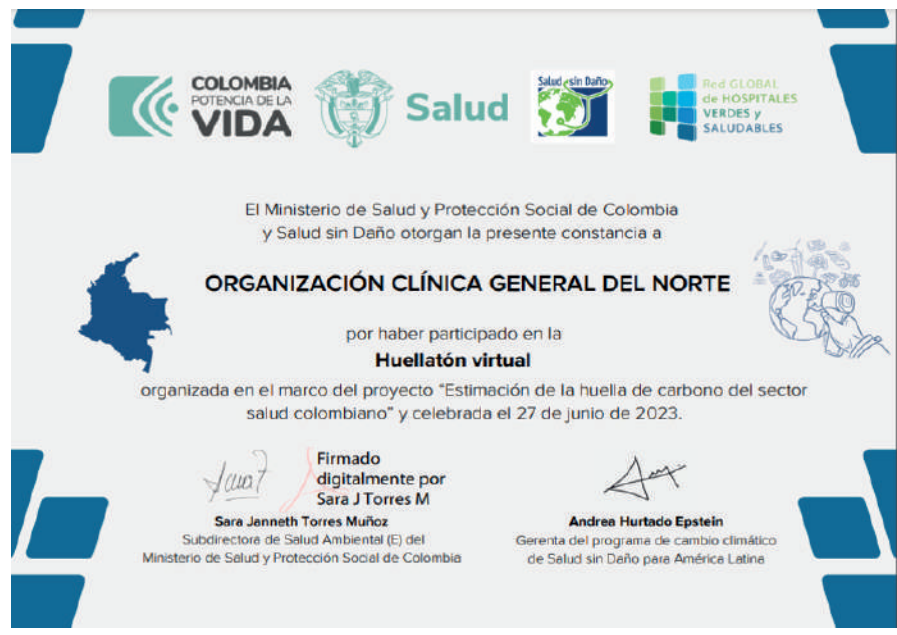 COLOMBIA
POTENCIA DE LA
VIDA
Salud
Salud sin Daño
Red GLOBAL
de HOSPITALES
VERDES y
SALUDABLES
El Ministerio de Salud y Protección Social de Colombia
y Salud sin Daño otorgan la presente constancia a
ORGANIZACIÓN CLÍNICA GENERAL DEL NORTE
por haber participado en la
Huellatón virtual
organizada en el marco del proyecto “Estimación de la huella de carbono del sector
salud colombiano” y celebrada el 27 de junio de 2023.
Firmado
digitalmente por
Sara J Torres M
Sara Janneth Torres Muñoz
Subdirectora de Salud Ambiental (E) del
Ministerio de Salud y Protección Social de Colombia
Andrea Hurtado Epstein
Gerenta del programa de cambio climático
de Salud sin Daño para América Latina